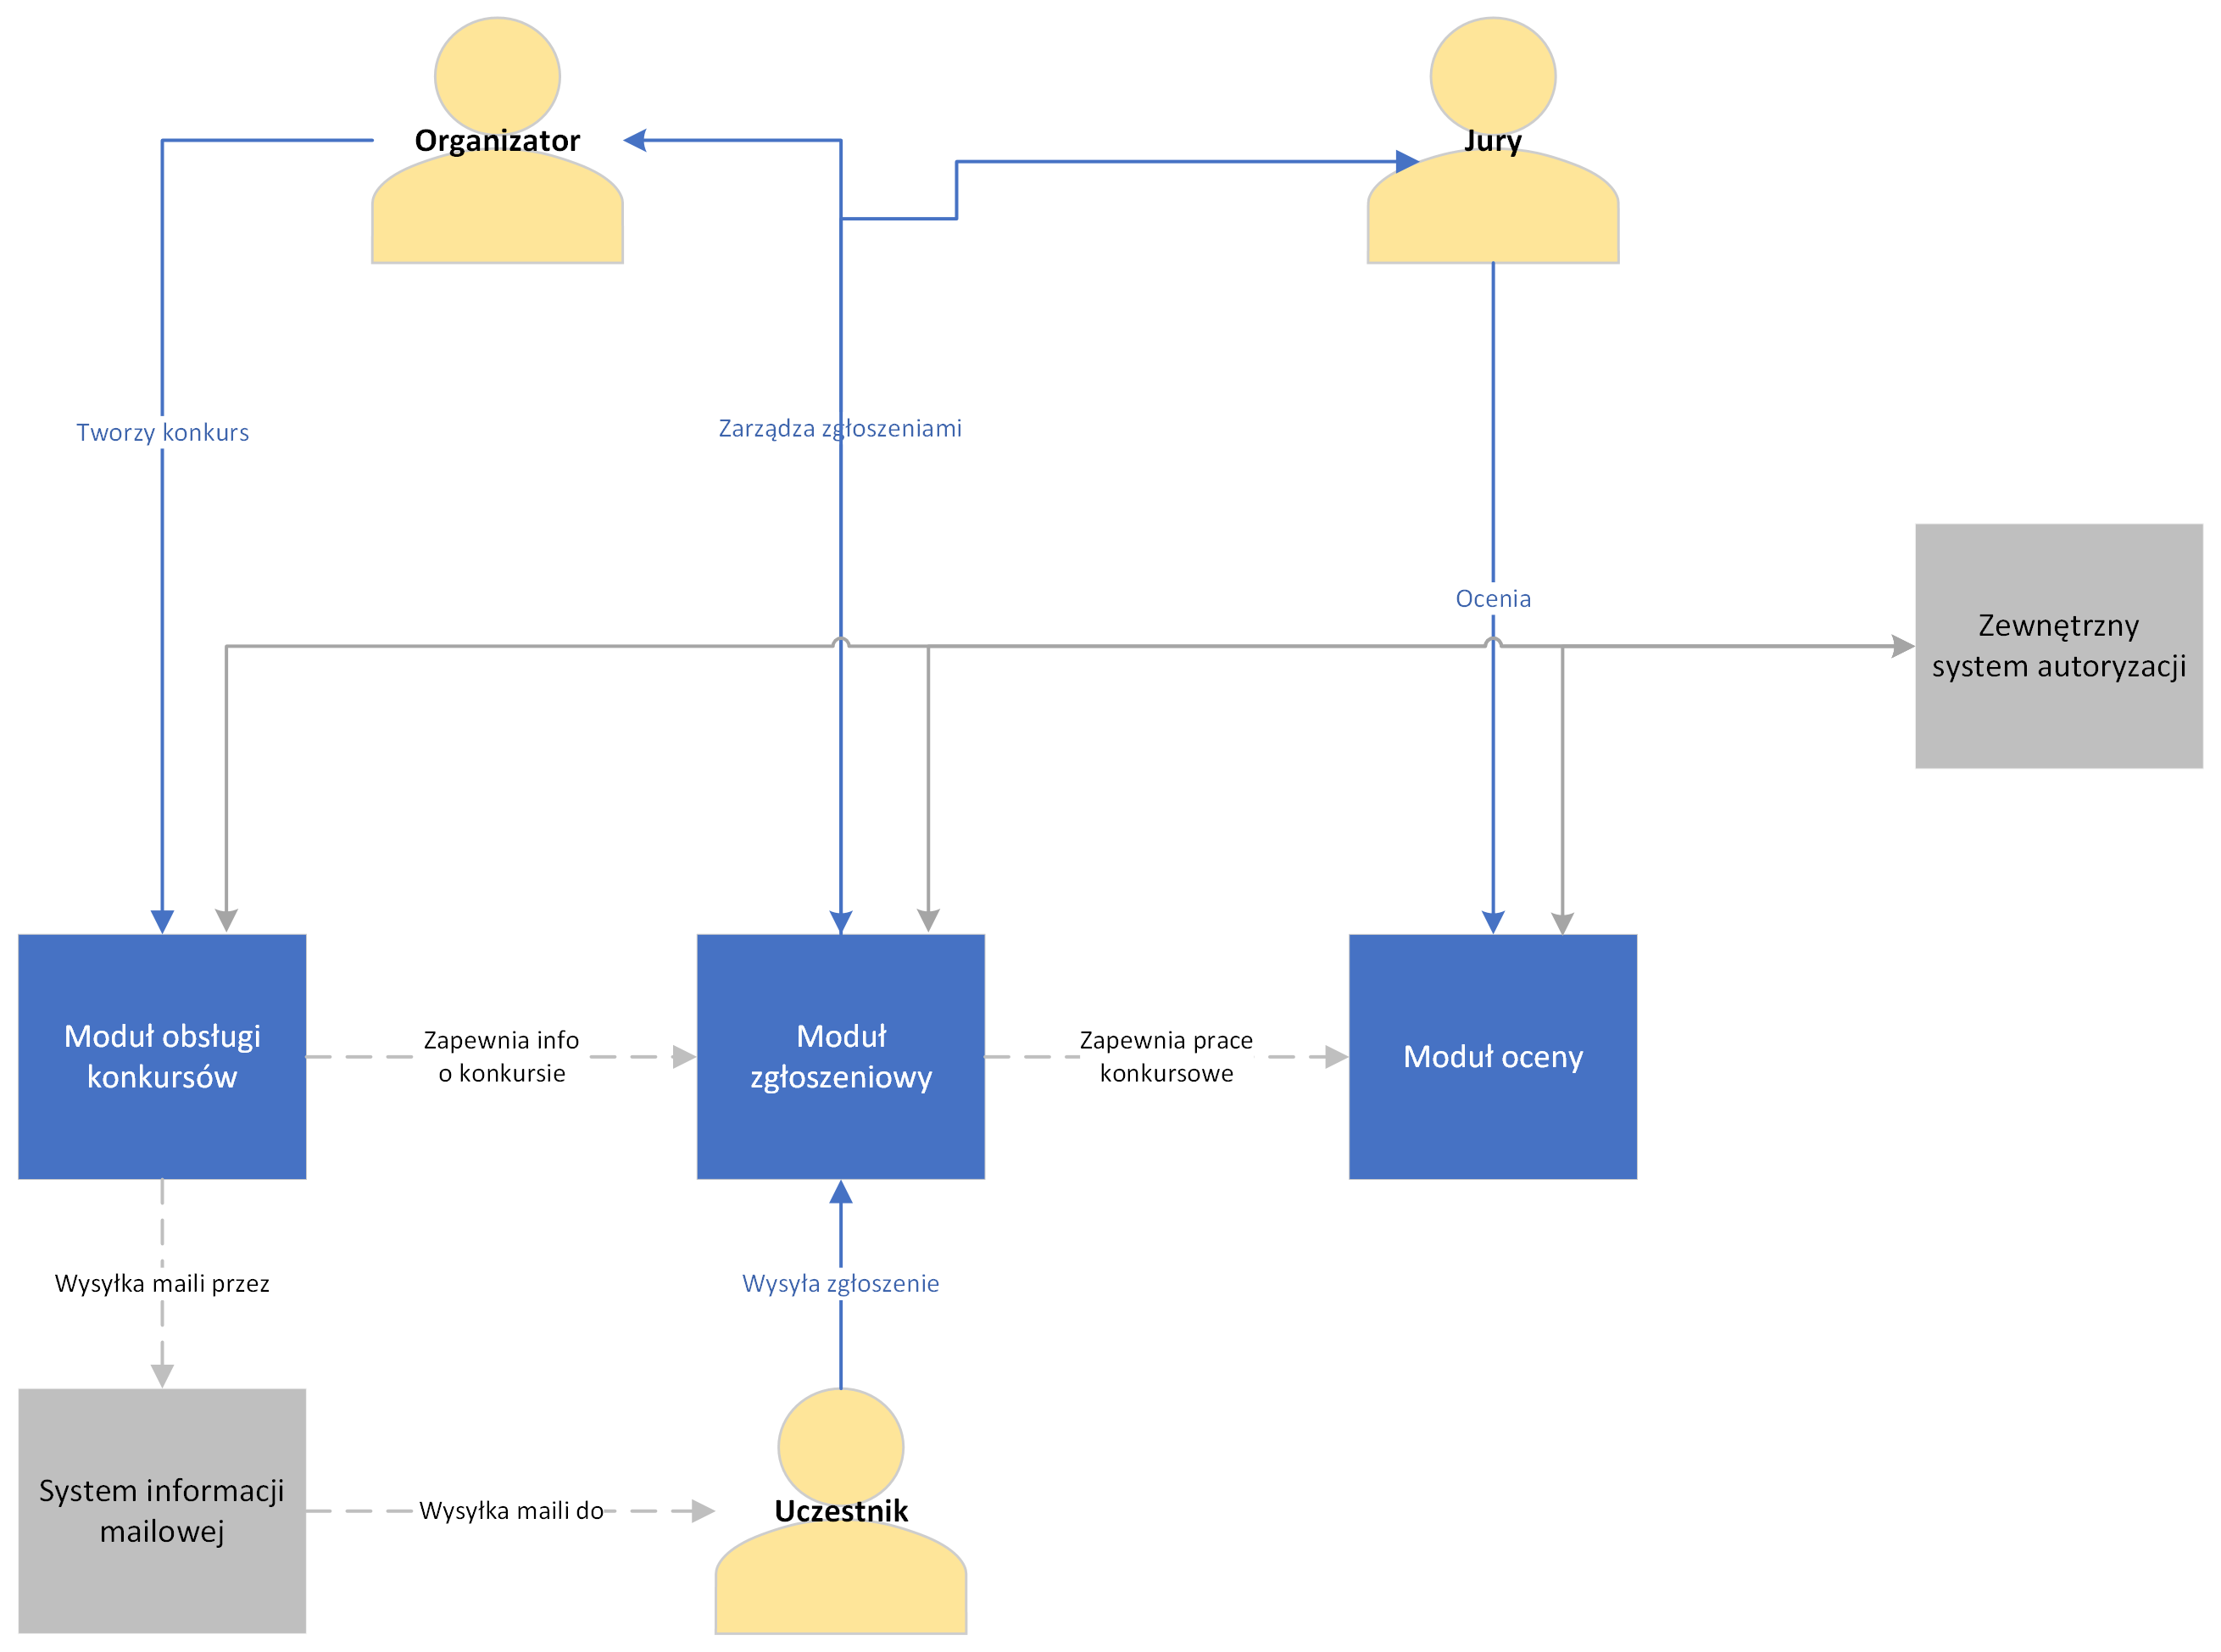 Organizator
Jury
Tworzy konkurs
Zarządza zgłoszeniami
Ocenia
Zewnętrzny
system autoryzacji
Moduł obsługi
konkursów
Zapewnia info
o konkursie
Moduł
zgłoszeniowy
Zapewnia prace
konkursowe
Moduł oceny
Wysyłka maili przez
Wysyła zgłoszenie
System informacji
mailowej
Wysyłka maili do
Uczestnik